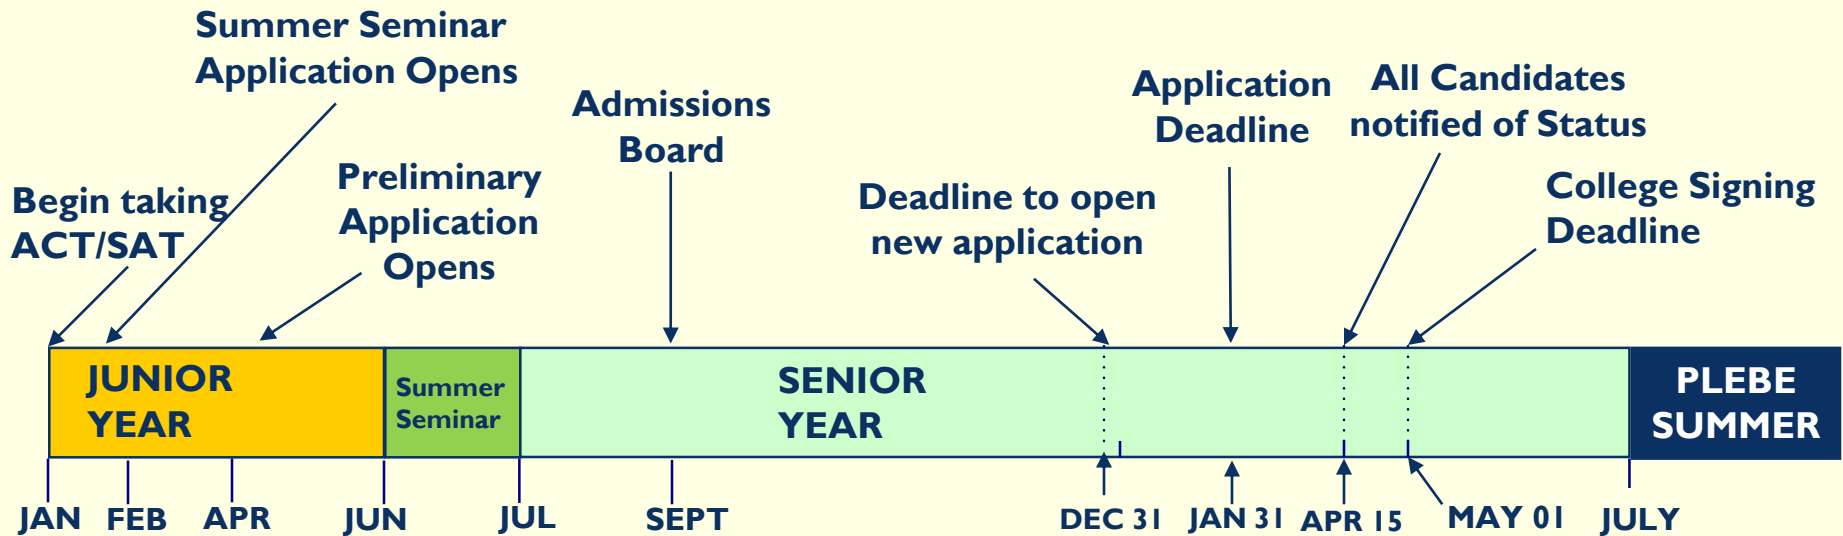 Summer Seminar
Application Opens
Begin taking
ACT/SAT
Preliminary
Application
Opens
Admissions
Board
Deadline to open
new application
Application
Deadline
All Candidates
notified of Status
College Signing
Deadline
JUNIOR
YEAR
Summer
Seminar
SENIOR
YEAR
PLEBE
SUMMER
JAN FEB APR JUN JUL SEPT DEC 31 JAN 31 APR 15 MAY 01 JULY